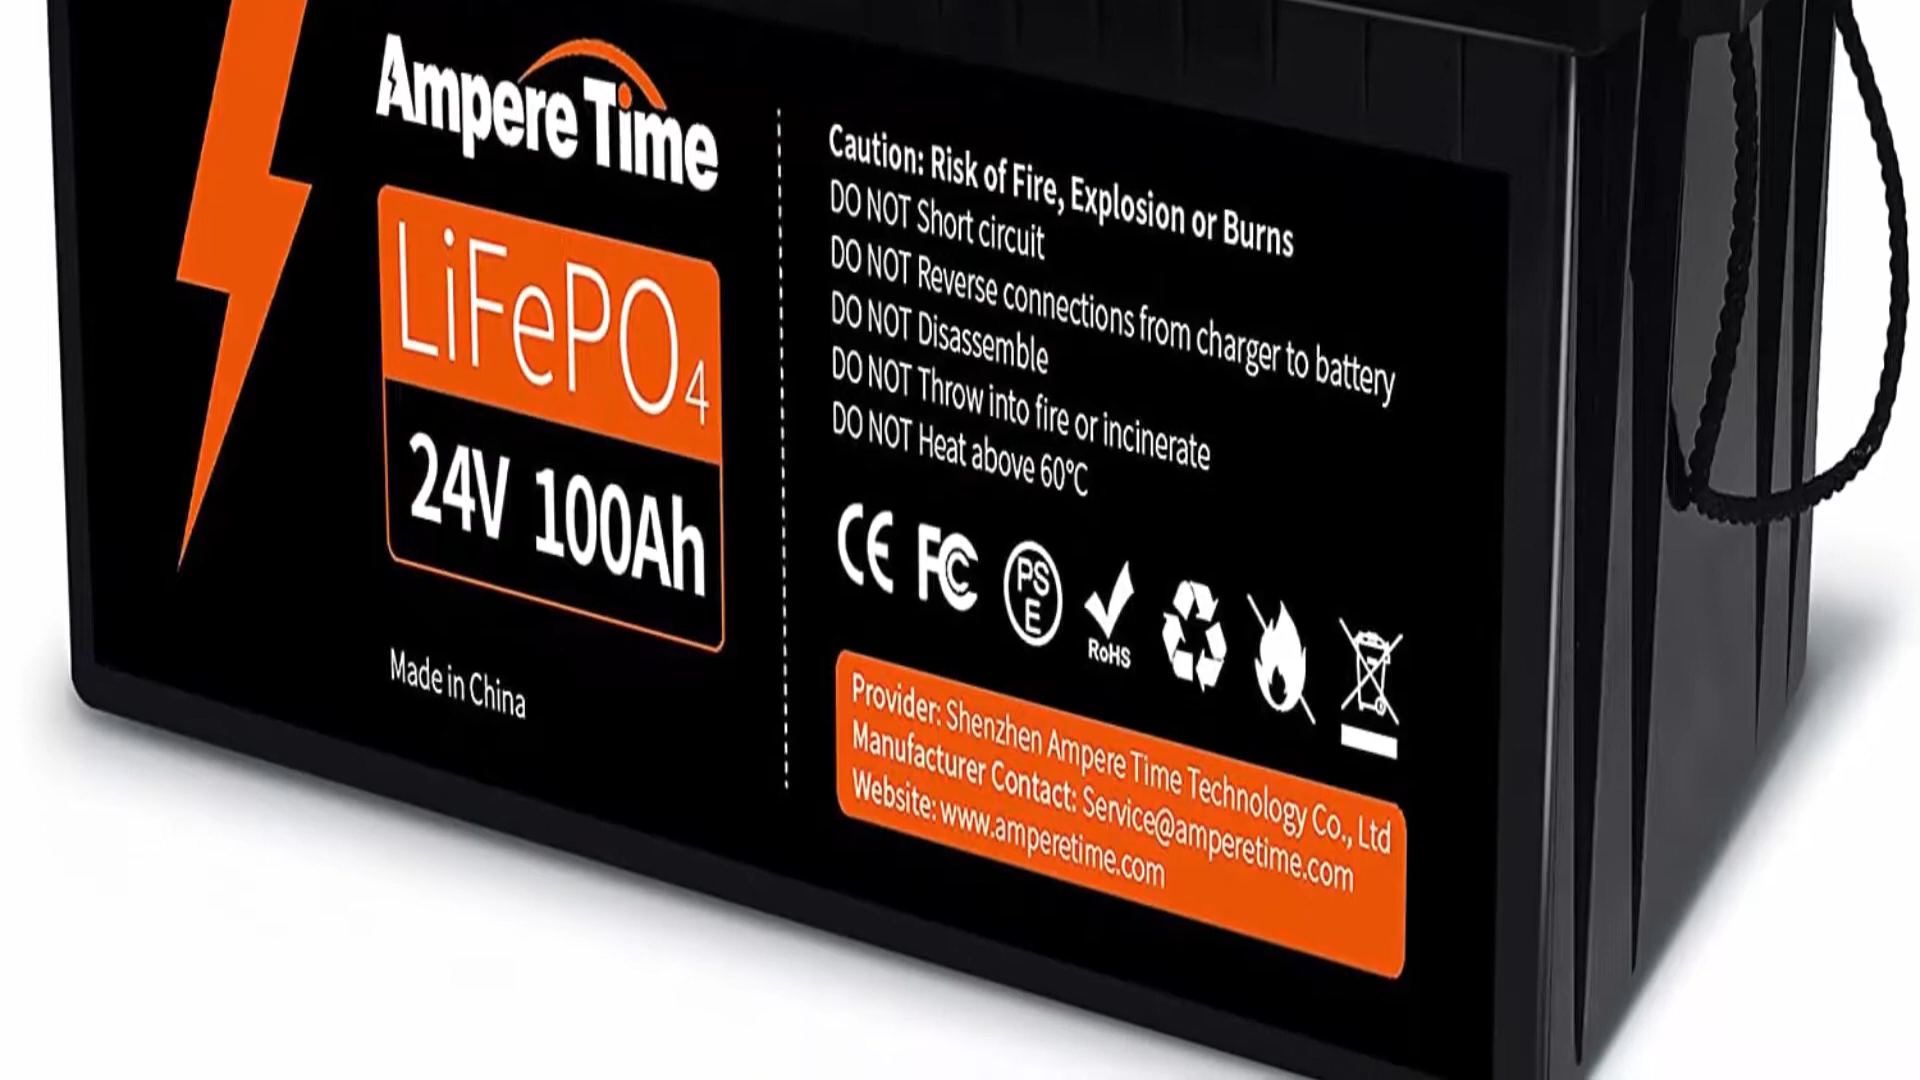 Ampere Time
LiFePO4
24V 100Ah
Made in China
Caution: Risk of Fire, Explosion or Burns
DO NOT Short circuit
DO NOT Reverse connections from charger to battery
DO NOT Disassemble
DO NOT Throw into fire or incinerate
DO NOT Heat above 60°C
CE FC PSE RoHS
Provider: Shenzhen Ampere Time Technology Co., Ltd
Manufacturer Contact: Service@amperetime.com
Website: www.amperetime.com